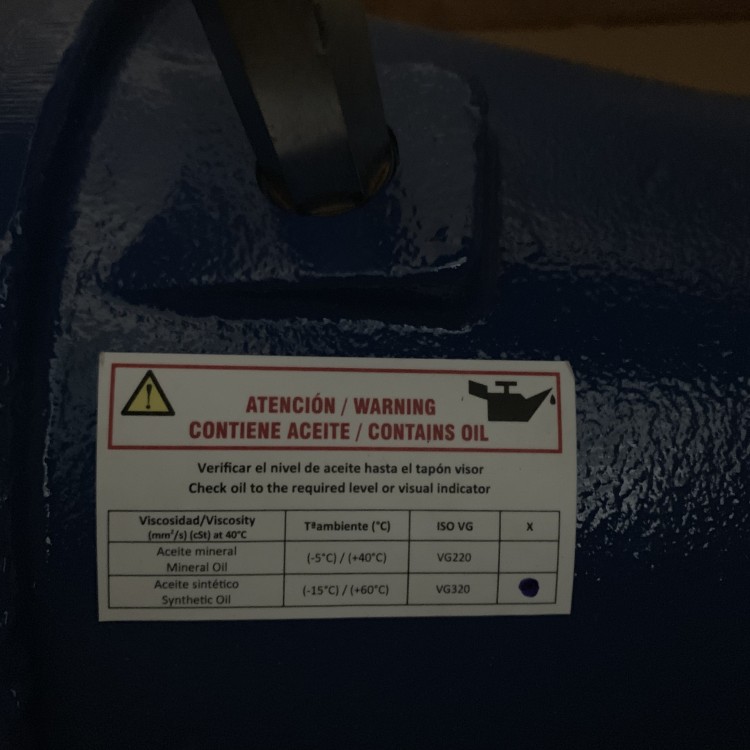 ATENCIÓN / WARNING
CONTIENE ACEITE / CONTAINS OIL
Verificar el nivel de aceite hasta el tapón visor
Check oil to the required level or visual indicator
Viscosidad/Viscosity
(mm²/s) (cSt) at 40°C
Tªambiente (°C)
ISO VG
X
Aceite mineral
Mineral Oil
(-5°C) / (+40°C)
VG220
Aceite sintético
Synthetic Oil
(-15°C) / (+60°C)
VG320